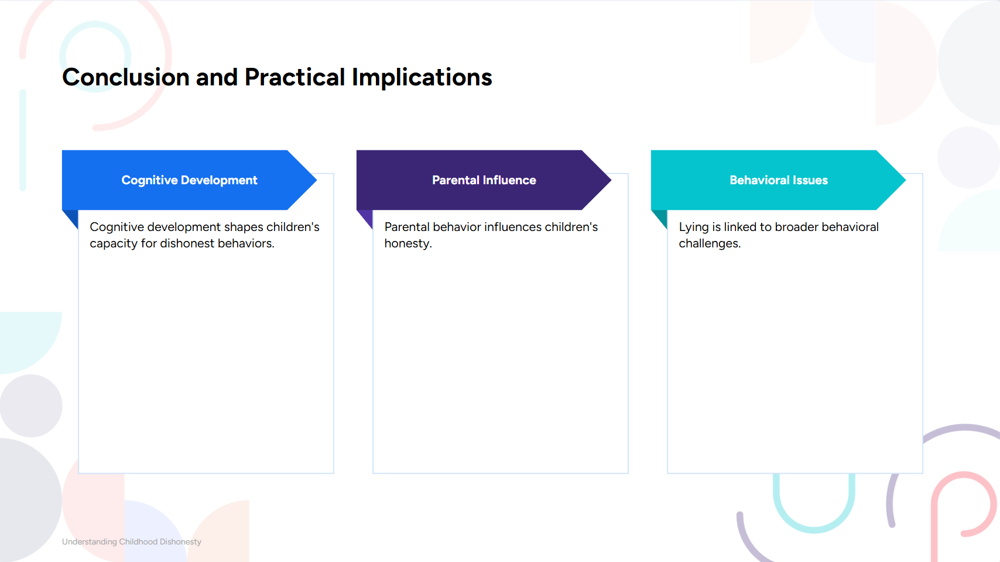 Conclusion and Practical Implications
Cognitive Development
Cognitive development shapes children's
capacity for dishonest behaviors.
Parental Influence
Parental behavior influences children's
honesty.
Behavioral Issues
Lying is linked to broader behavioral
challenges.
Understanding Childhood Dishonesty